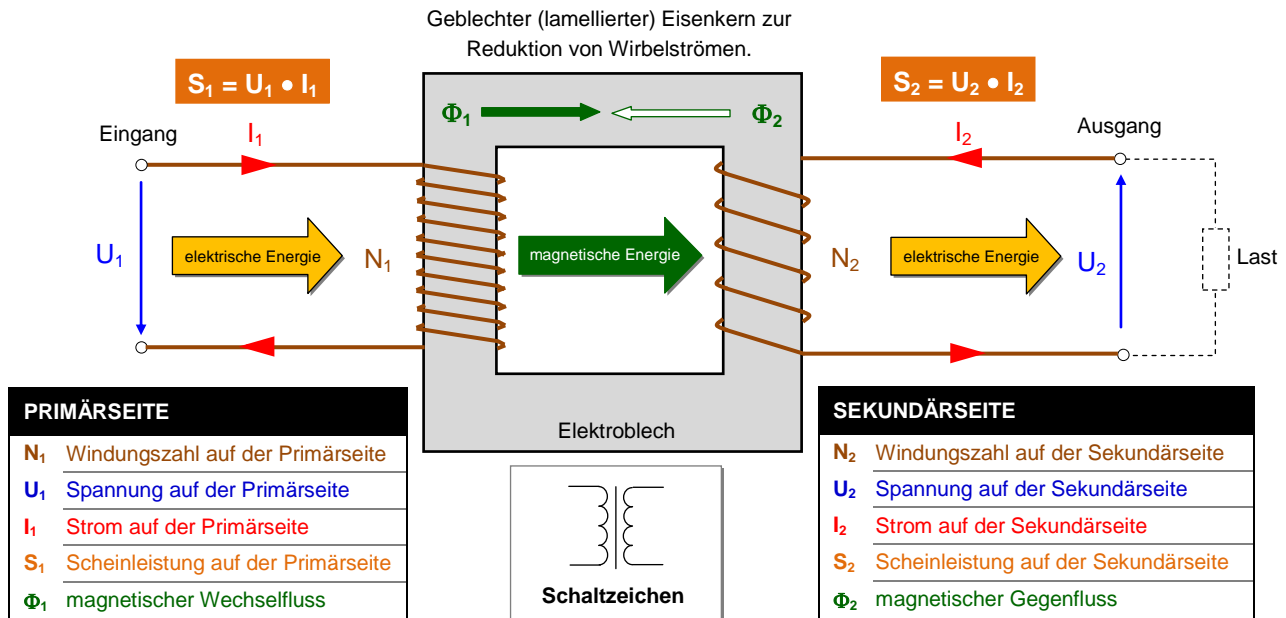 Geblechter (lamellierter) Eisenkern zur
Reduktion von Wirbelströmen.
S₁ = U₁ • I₁
S₂ = U₂ • I₂
Φ₁
Φ₂
Eingang
I₁
I₂
Ausgang
U₁
elektrische Energie
N₁
magnetische Energie
N₂
elektrische Energie
U₂
Last
Elektroblech
PRIMÄRSEITE
N₁ Windungszahl auf der Primärseite
U₁ Spannung auf der Primärseite
I₁ Strom auf der Primärseite
S₁ Scheinleistung auf der Primärseite
Φ₁ magnetischer Wechselfluss
Schaltzeichen
SEKUNDÄRSEITE
N₂ Windungszahl auf der Sekundärseite
U₂ Spannung auf der Sekundärseite
I₂ Strom auf der Sekundärseite
S₂ Scheinleistung auf der Sekundärseite
Φ₂ magnetischer Gegenfluss